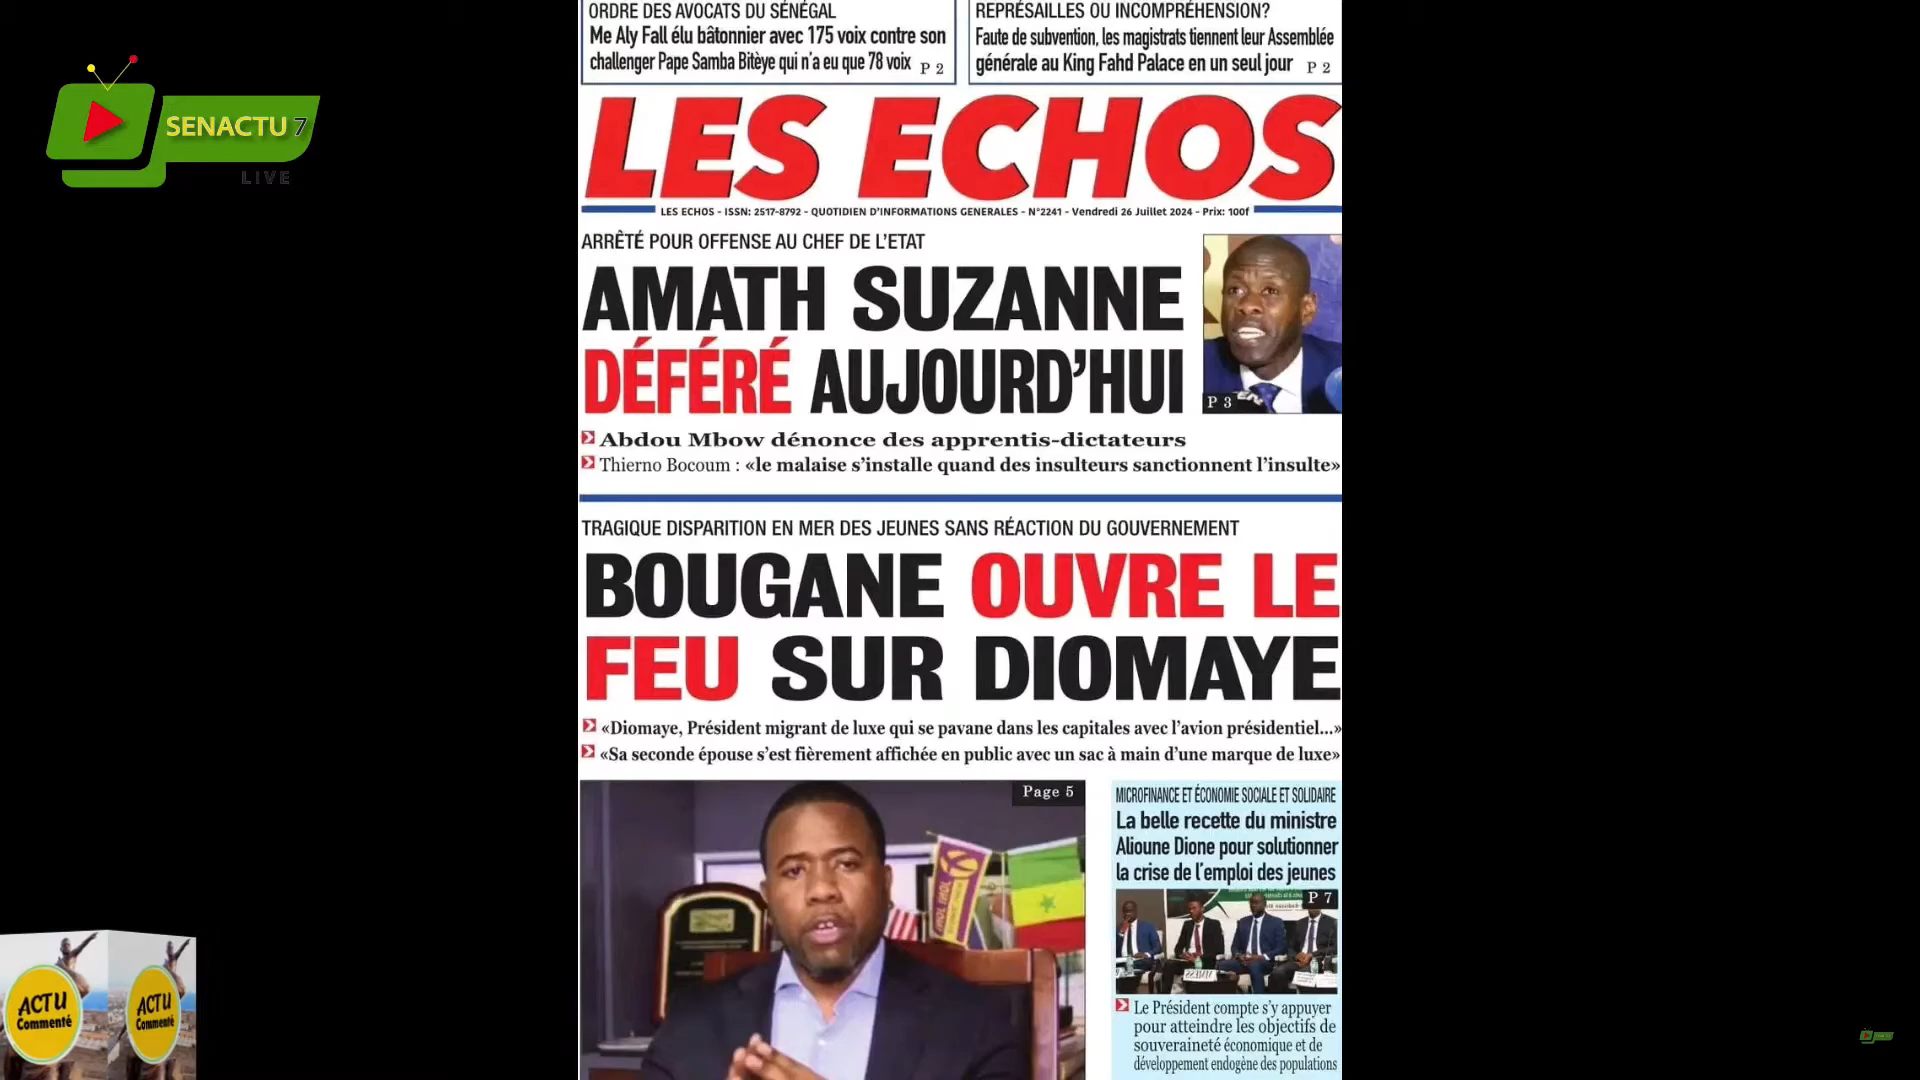 ORDRE DES AVOCATS DU SÉNÉGAL
Me Aly Fall élu bâtonnier avec 175 voix contre son
challenger Pape Samba Bitèye qui n'a eu que 78 voix P 2
REPRÉSAILLES OU INCOMPRÉHENSION?
Faute de subvention, les magistrats tiennent leur Assemblée
générale au King Fahd Palace en un seul jour P 2
SENACTU 7
LIVE
LES ECHOS
LES ECHOS - ISSN: 2517-8792 - QUOTIDIEN D'INFORMATIONS GENERALES - N°2241 - Vendredi 26 Juillet 2024 - Prix: 100f
ARRÊTÉ POUR OFFENSE AU CHEF DE L'ETAT
AMATH SUZANNE
DÉFÉRÉ AUJOURD'HUI
P 3
Abdou Mbow dénonce des apprentis-dictateurs
Thierno Bocoum : «le malaise s'installe quand des insulteurs sanctionnent l'insulte»
TRAGIQUE DISPARITION EN MER DES JEUNES SANS RÉACTION DU GOUVERNEMENT
BOUGANE OUVRE LE
FEU SUR DIOMAYE
«Diomaye, Président migrant de luxe qui se pavane dans les capitales avec l'avion présidentiel...»
«Sa seconde épouse s'est fièrement affichée en public avec un sac à main d'une marque de luxe»
Page 5
MICROFINANCE ET ÉCONOMIE SOCIALE ET SOLIDAIRE
La belle recette du ministre
Alioune Dione pour solutionner
la crise de l'emploi des jeunes
P 7
Le Président compte s'y appuyer
pour atteindre les objectifs de
souveraineté économique et de
développement endogène des populations
ACTU
Commenté
ACTU
Commenté